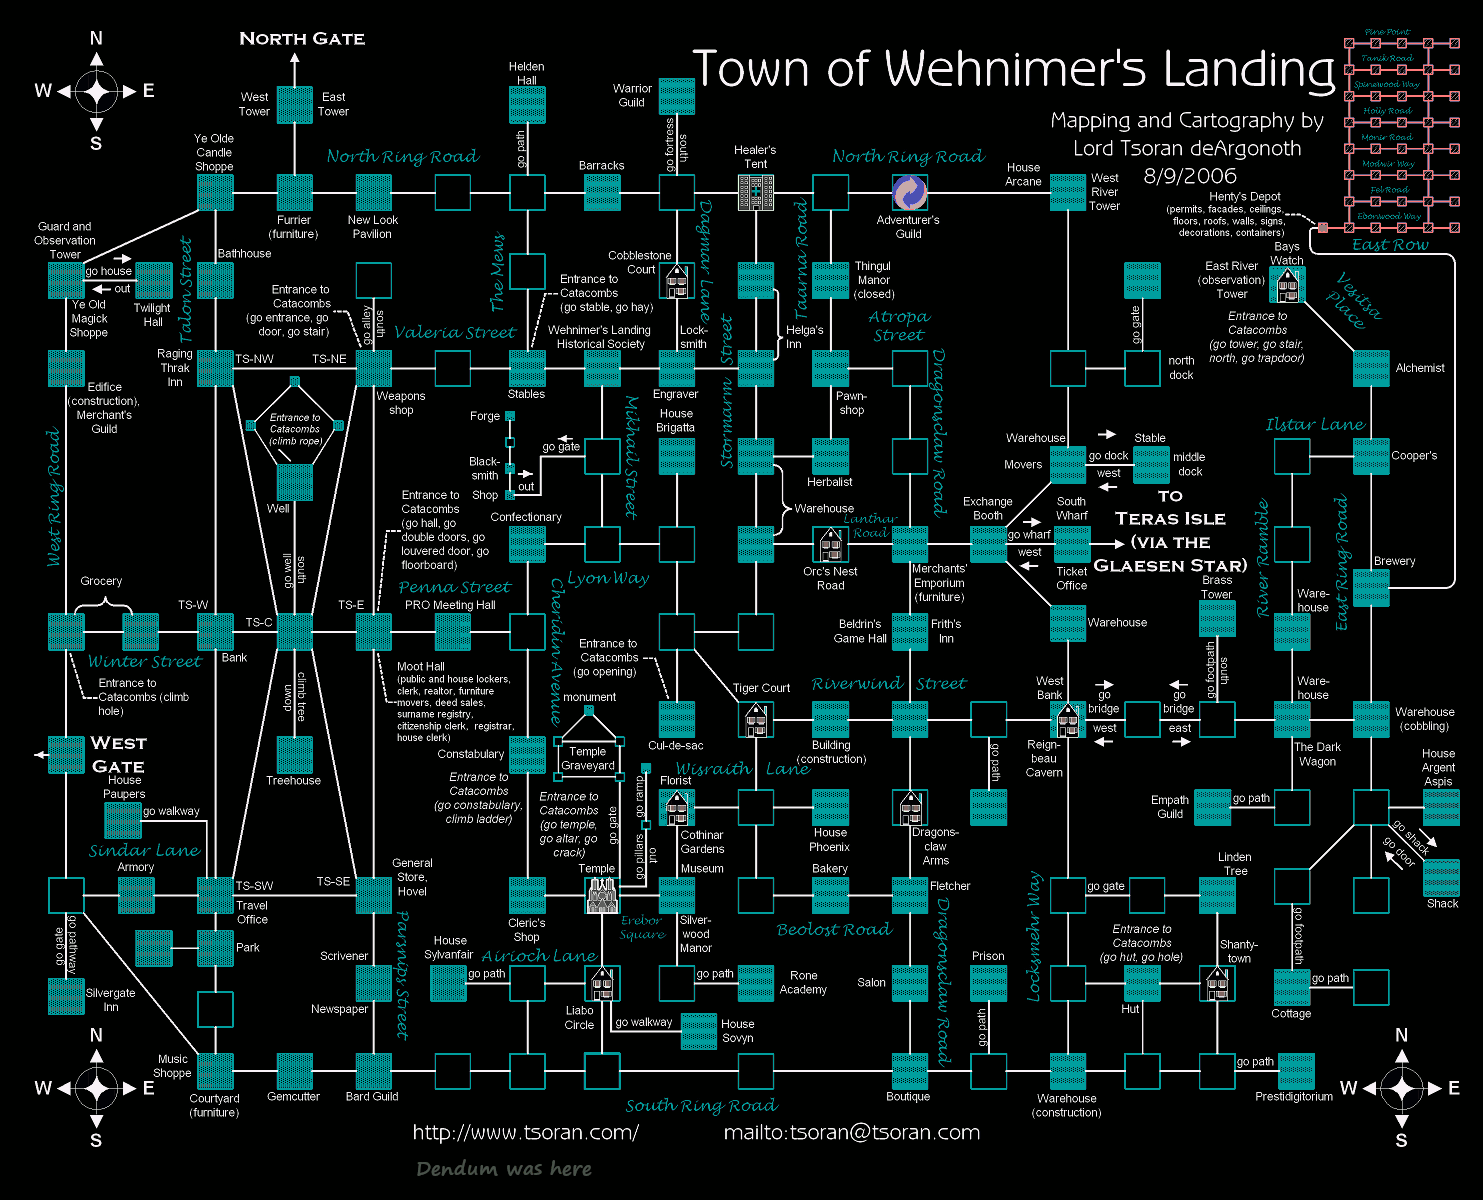 N
W
E
S
NORTH GATE
Town of Wehnimer's Landing
Mapping and Cartography by
Lord Tsoran deArgonoth
8/9/2006
Pine Point
Tanik Road
Spinewood Way
Holly Road
Monir Road
Modwir Way
Fel Road
Ebonwood Way
East Row
Henty's Depot
(permits, facades, ceilings,
floors, roofs, walls, signs,
decorations, containers)
West
Tower
East
Tower
Helden
Hall
go path
Warrior
Guild
go fortress
south
Ye Olde
Candle
Shoppe
North Ring Road
Furrier
(furniture)
New Look
Pavilion
Barracks
Healer's
Tent
North Ring Road
Adventurer's
Guild
House
Arcane
West
River
Tower
Guard and
Observation
Tower
go house
out
Ye Old
Magick
Shoppe
Twilight
Hall
Talon Street
Bathhouse
Entrance to
Catacombs
(go entrance, go
door, go stair)
go alley
south
The Mews
Entrance to
Catacombs
(go stable, go hay)
Cobblestone
Court
Dagmar Lane
Taarna Road
Thingul
Manor
(closed)
Helga's
Inn
Atropa
Street
East River
(observation)
Tower
Bays
Watch
Entrance to
Catacombs
(go tower, go stair,
north, go trapdoor)
Vesitsa
Place
Valeria Street
Wehnimer's Landing
Historical Society
Lock-
smith
Stormarm Street
Raging
Thrak
Inn
TS-NW
TS-NE
Weapons
shop
Stables
Engraver
Pawn-
shop
Dragonsclaw Road
go gate
north
dock
Alchemist
Edifice
(construction),
Merchant's
Guild
West Ring Road
Entrance to
Catacombs
(climb rope)
Well
go well
south
Forge
Black-
smith
Shop
out
go gate
Mikhail Street
House
Brigatta
Herbalist
Warehouse
Warehouse
Movers
go dock
west
Stable
middle
dock
TO
TERAS ISLE
(VIA THE
GLAESEN STAR)
Ilstar Lane
Cooper's
Entrance to
Catacombs
(go hall, go
double doors, go
louvered door, go
floorboard)
Confectionary
Lanthar
Road
Orc's Nest
Road
Merchants'
Emporium
(furniture)
Exchange
Booth
go wharf
west
South
Wharf
Ticket
Office
River Ramble
East Ring Road
Brewery
Grocery
TS-W
TS-C
TS-E
Penna Street
PRO Meeting Hall
Lyon Way
Cheridin Avenue
Beldrin's
Game Hall
Frith's
Inn
Warehouse
Brass
Tower
go footpath
south
Ware-
house
Winter Street
Bank
Entrance to
Catacombs (climb
hole)
climb tree
down
Moot Hall
(public and house lockers,
clerk, realtor, furniture
movers, deed sales,
surname registry,
citizenship clerk, registrar,
house clerk)
Entrance to
Catacombs
(go opening)
monument
Tiger Court
Riverwind Street
West
Bank
go
bridge
west
go
bridge
east
Ware-
house
Warehouse
(cobbling)
WEST
GATE
Treehouse
Constabulary
Entrance to
Catacombs
(go constabulary,
climb ladder)
Temple
Graveyard
Cul-de-sac
Building
(construction)
go path
Reign-
beau
Cavern
The Dark
Wagon
House
Argent
Aspis
House
Paupers
go walkway
Sindar Lane
Armory
Entrance to
Catacombs
(go temple,
go altar, go
crack)
go gate
go ramp
go pillars
out
Wisraith Lane
Florist
Cothinar
Gardens
House
Phoenix
Dragons-
claw
Arms
Empath
Guild
go path
go shack
go door
Shack
TS-SW
TS-SE
Travel
Office
General
Store,
Hovel
Temple
Museum
Bakery
Fletcher
Linden
Tree
go gate
go pathway
go gate
Silvergate
Inn
Park
Scrivener
Newspaper
Parsnips Street
Cleric's
Shop
Erebor
Square
Silver-
wood
Manor
Beolost Road
Dragonsclaw Road
Locksmehr Way
Entrance to
Catacombs
(go hut, go hole)
Shanty-
town
go footpath
House
Sylvanfair
go path
Airioch Lane
Liabo
Circle
go path
Rone
Academy
Salon
Prison
go path
Hut
Cottage
go path
go walkway
House
Sovyn
Music
Shoppe
Courtyard
(furniture)
Gemcutter
Bard Guild
South Ring Road
Boutique
Warehouse
(construction)
go path
Prestidigitorium
N
W
E
S
N
W
E
S
http://www.tsoran.com/
mailto:tsoran@tsoran.com
Dendum was here